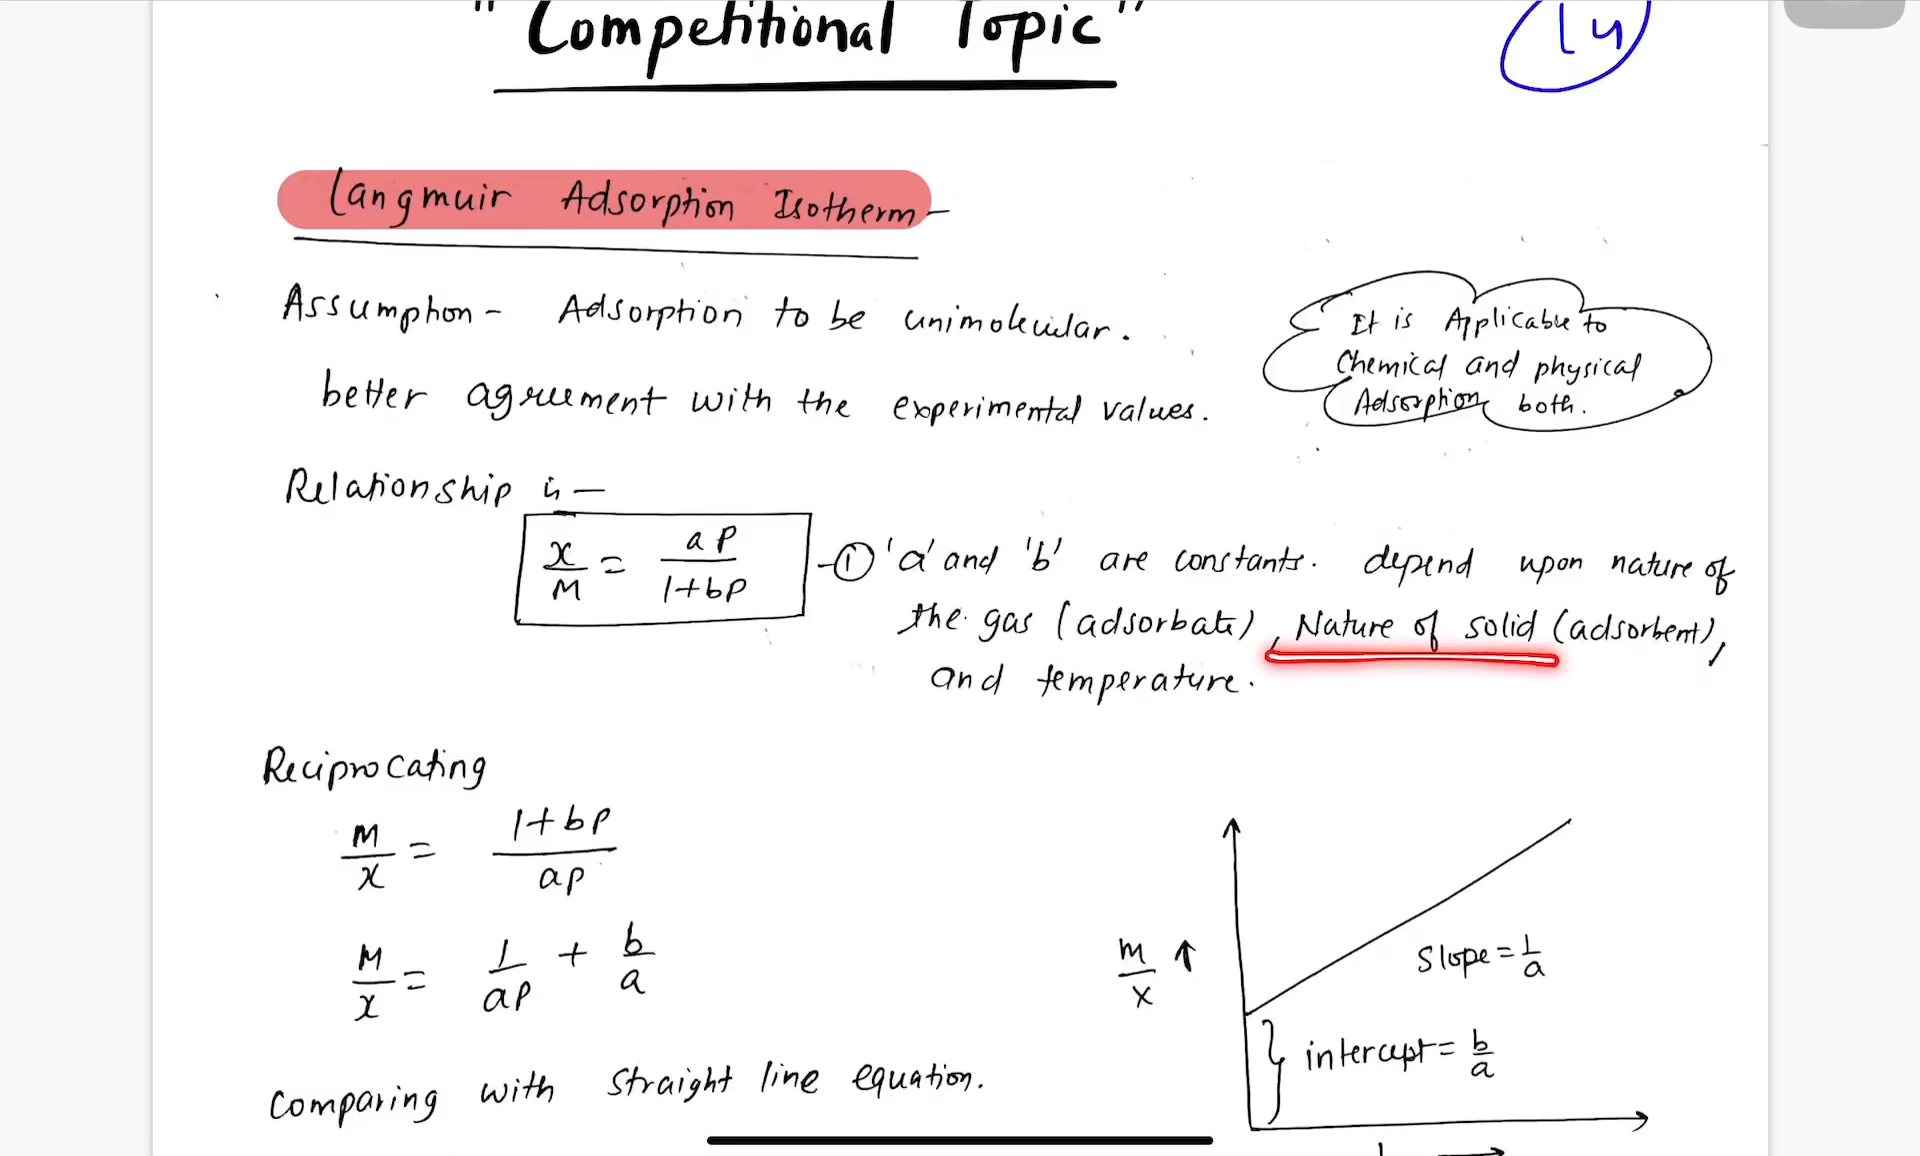 "Competitional Topic"
14
Langmuir Adsorption Isotherm-
Assumption - Adsorption to be unimolecular.
better agreement with the experimental values.
It is Applicable to
Chemical and physical
Adsorption both.
Relationship is -
x/M = ap/1+bp - ① 'a' and 'b' are constants. depend upon nature of
the gas (adsorbate), Nature of solid (adsorbent),
and temperature.
Reciprocating
M/x = 1+bp/ap
M/x = 1/ap + b/a
m/x ↑
Slope = 1/a
intercept = b/a
Comparing with straight line equation.